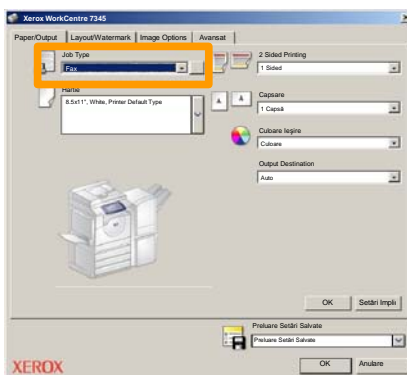 Xerox WorkCentre 7345
Paper/Output Layout/Watermark Image Options Avansat
Job Type
Fax
Hartie
8.5x11", White, Printer Default Type
2 Sided Printing
1 Sided
Capsare
1 Capsă
Culoare Ieşire
Culoare
Output Destination
Auto
OK Setări Impli
Preluare Setări Salvate
Preluare Setări Salvate
XEROX
OK Anulare